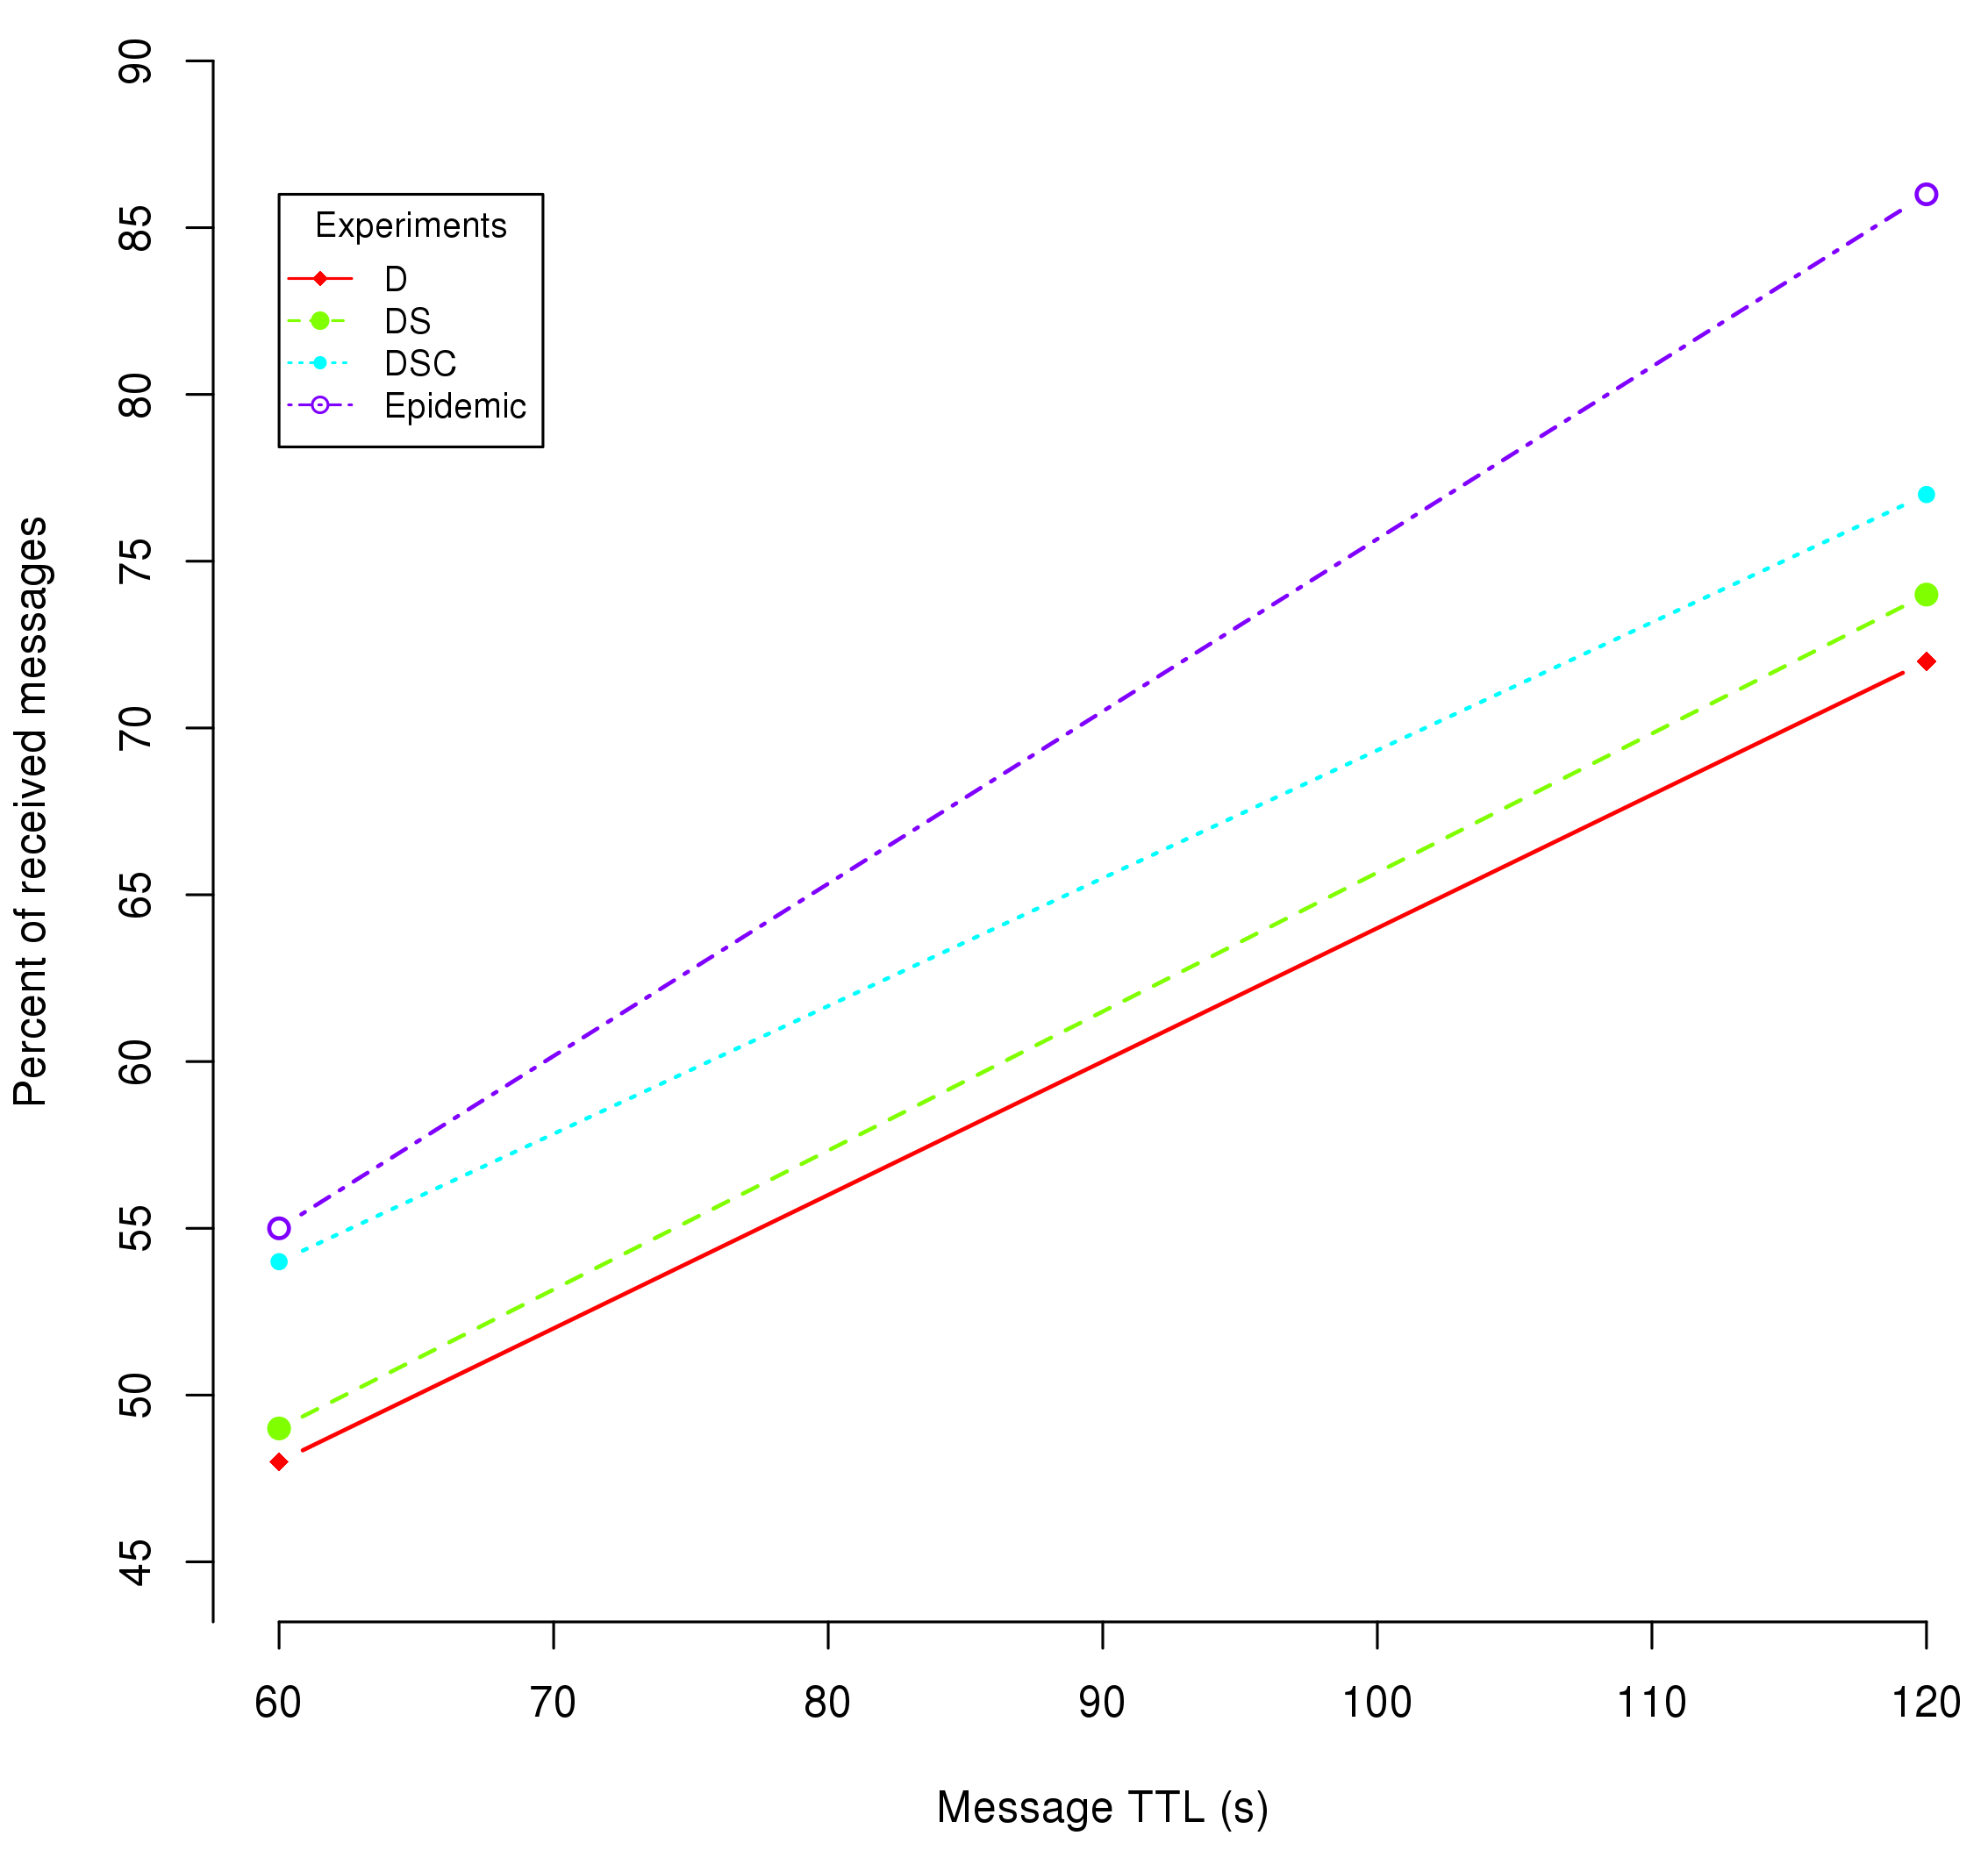 90
85
80
75
70
65
60
55
50
45
Percent of received messages
Experiments
D
DS
DSC
Epidemic
60 70 80 90 100 110 120
Message TTL (s)